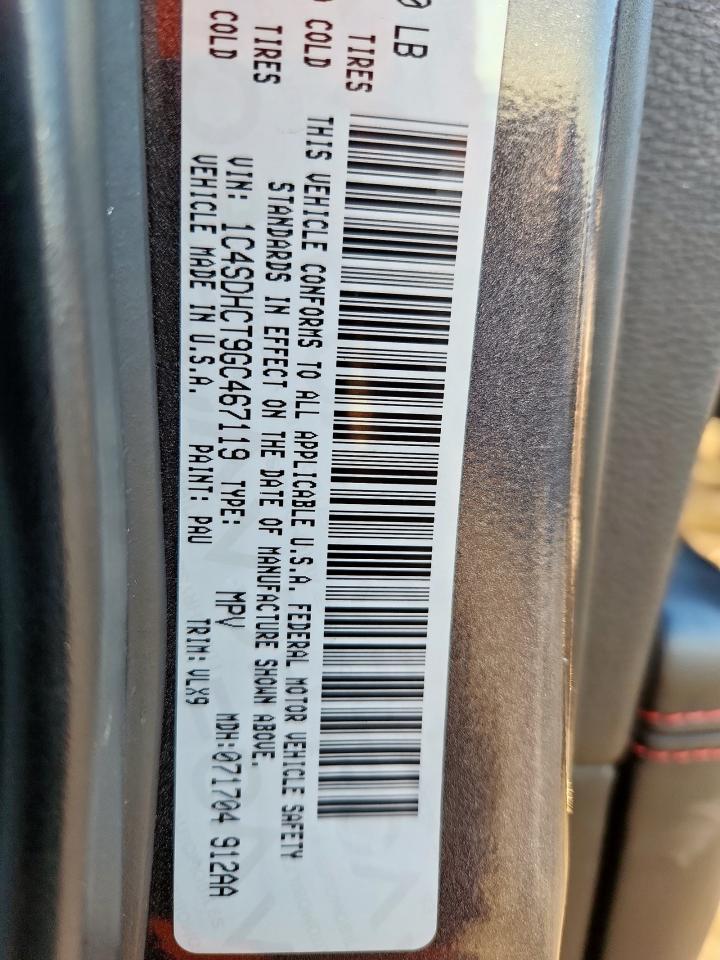 0 LB
TIRES
COLD
TIRES
COLD
THIS VEHICLE CONFORMS TO ALL APPLICABLE U.S.A. FEDERAL MOTOR VEHICLE SAFETY
STANDARDS IN EFFECT ON THE DATE OF MANUFACTURE SHOWN ABOVE.
VIN: 1C4SDHCT9GC467119 TYPE: MPV MDH:071704 912AA
VEHICLE MADE IN U.S.A. PAINT: PAU TRIM: VLX9